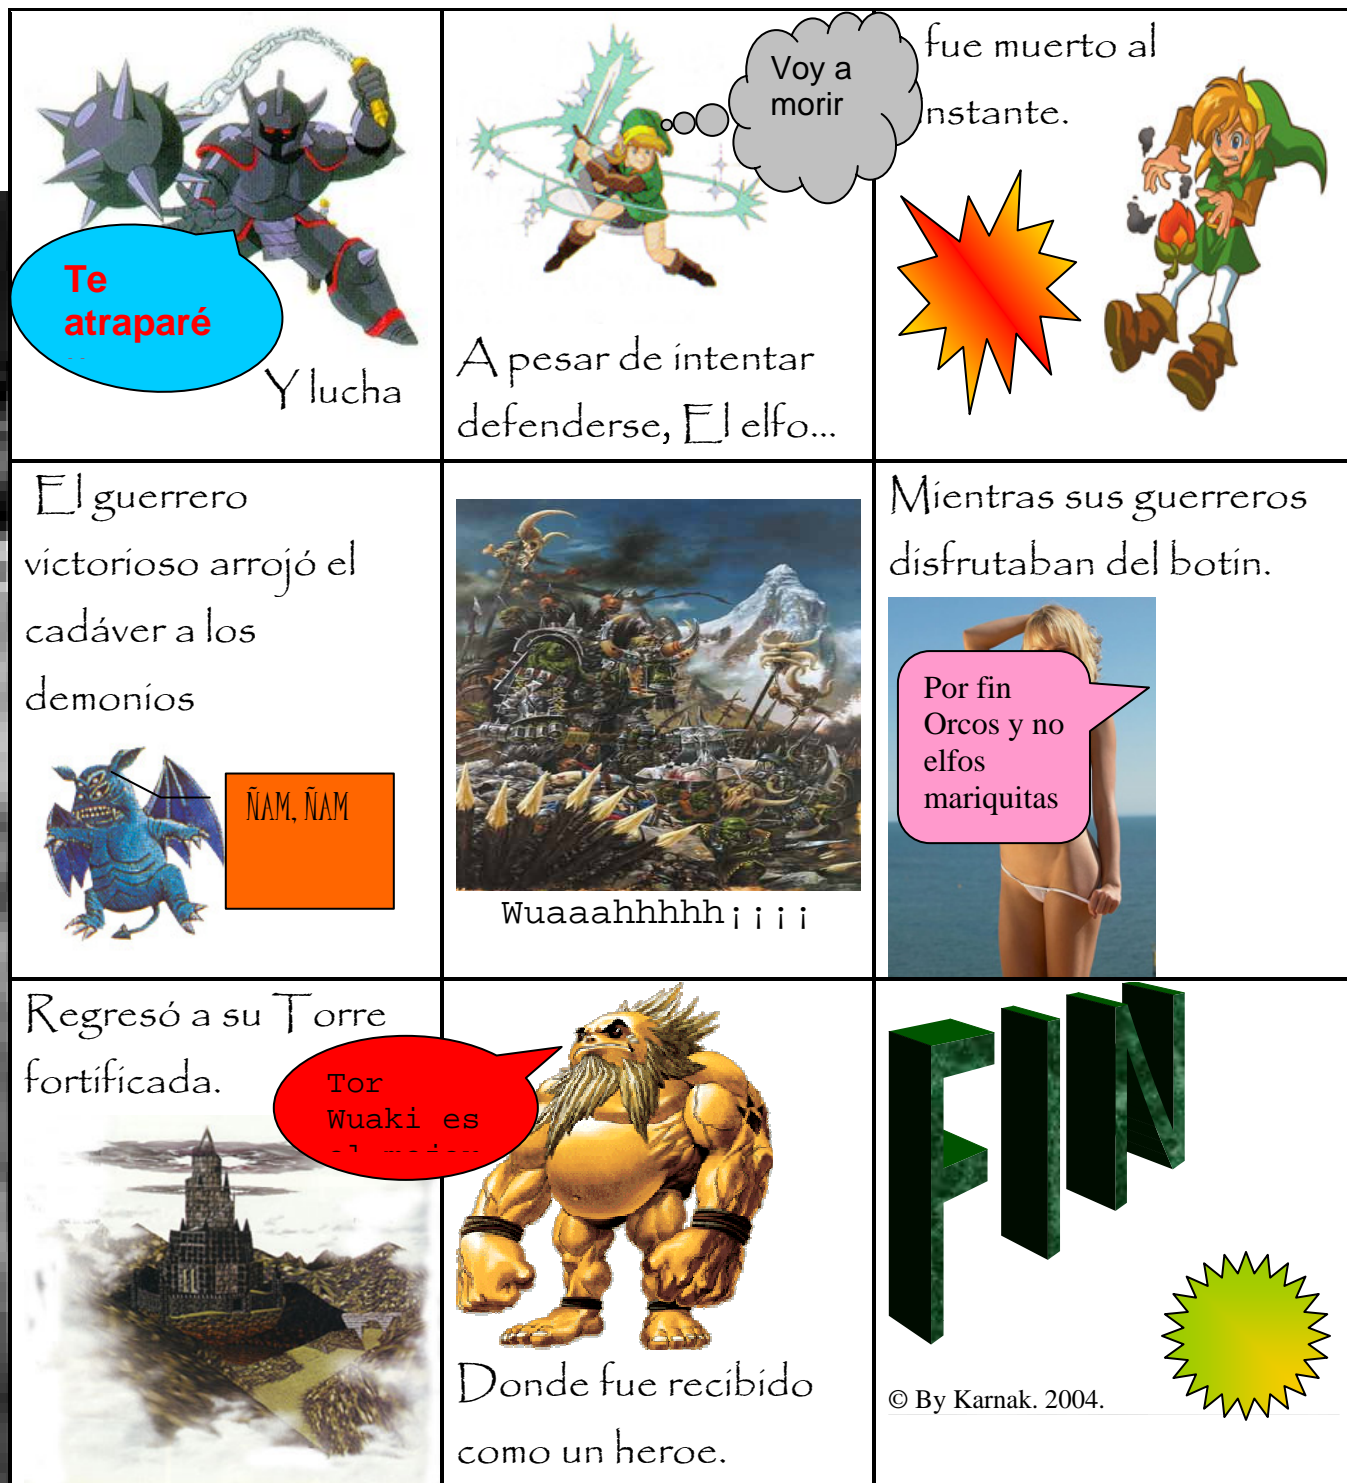 Te
atraparé
Y lucha
Voy a
morir
A pesar de intentar
defenderse, El elfo...
fue muerto al
nstante.
El guerrero
victorioso arrojó el
cadáver a los
demonios
ÑAM, ÑAM
Wuaaahhhhh¡¡¡¡
Mientras sus guerreros
disfrutaban del botín.
Por fin
Orcos y no
elfos
mariquitas
Regresó a su Torre
fortificada.
Tor
Wuaki es
Donde fue recibido
como un heroe.
FIN
© By Karnak. 2004.